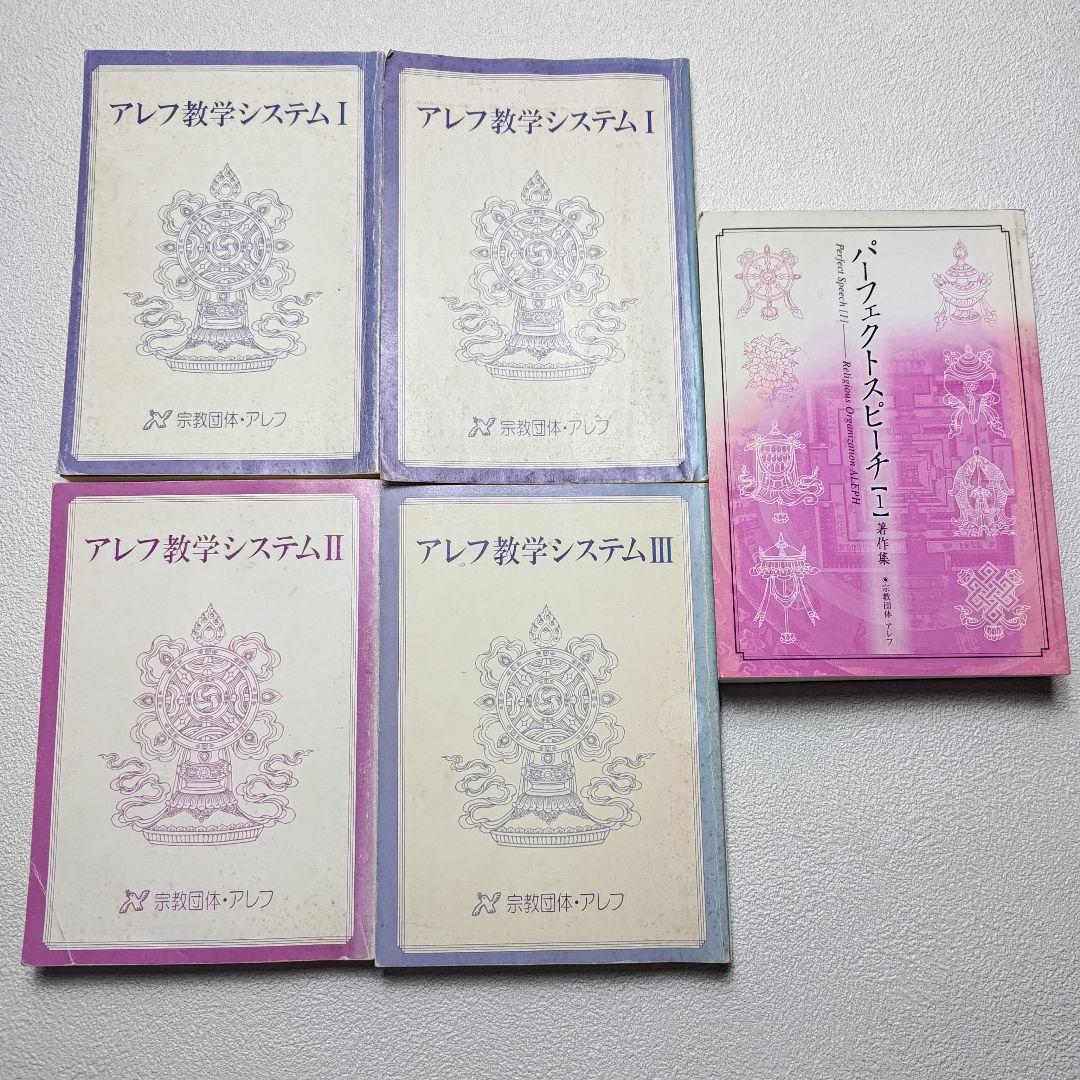 アレフ教学システムI
宗教団体・アレフ
アレフ教学システムI
宗教団体・アレフ
アレフ教学システムII
宗教団体・アレフ
アレフ教学システムIII
宗教団体・アレフ
パーフェクトスピーチ【1】著作集 ◉宗教団体・アレフ
Perfect Speech [1]――Religious Organization ALEPH